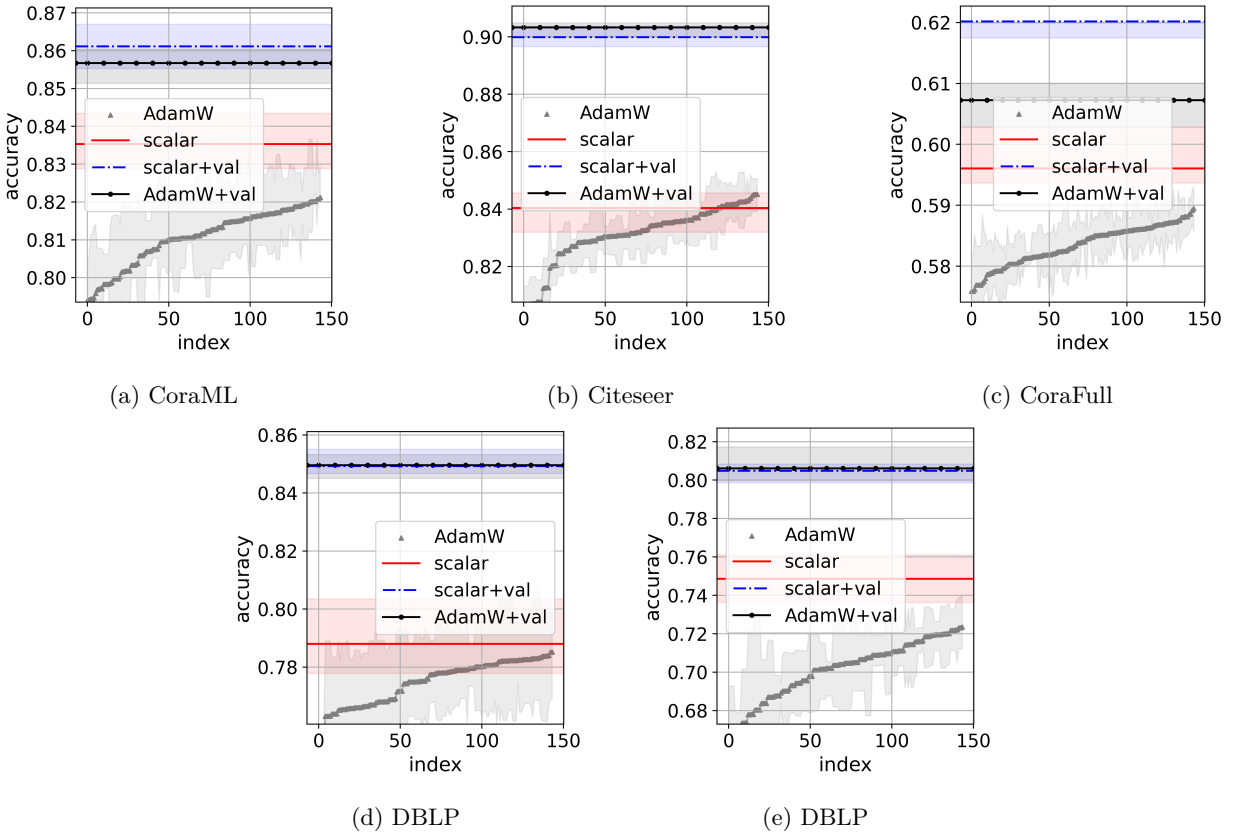 0.87
0.86
0.85
0.84
0.83
0.82
0.81
0.80
accuracy
AdamW
scalar
scalar+val
AdamW+val
0 50 100 150
index
(a) CoraML
0.90
0.88
0.86
0.84
0.82
accuracy
AdamW
scalar
scalar+val
AdamW+val
0 50 100 150
index
(b) Citeseer
0.62
0.61
0.60
0.59
0.58
accuracy
AdamW
scalar
scalar+val
AdamW+val
0 50 100 150
index
(c) CoraFull
0.86
0.84
0.82
0.80
0.78
accuracy
AdamW
scalar
scalar+val
AdamW+val
0 50 100 150
index
(d) DBLP
0.82
0.80
0.78
0.76
0.74
0.72
0.70
0.68
accuracy
AdamW
scalar
scalar+val
AdamW+val
0 50 100 150
index
(e) DBLP